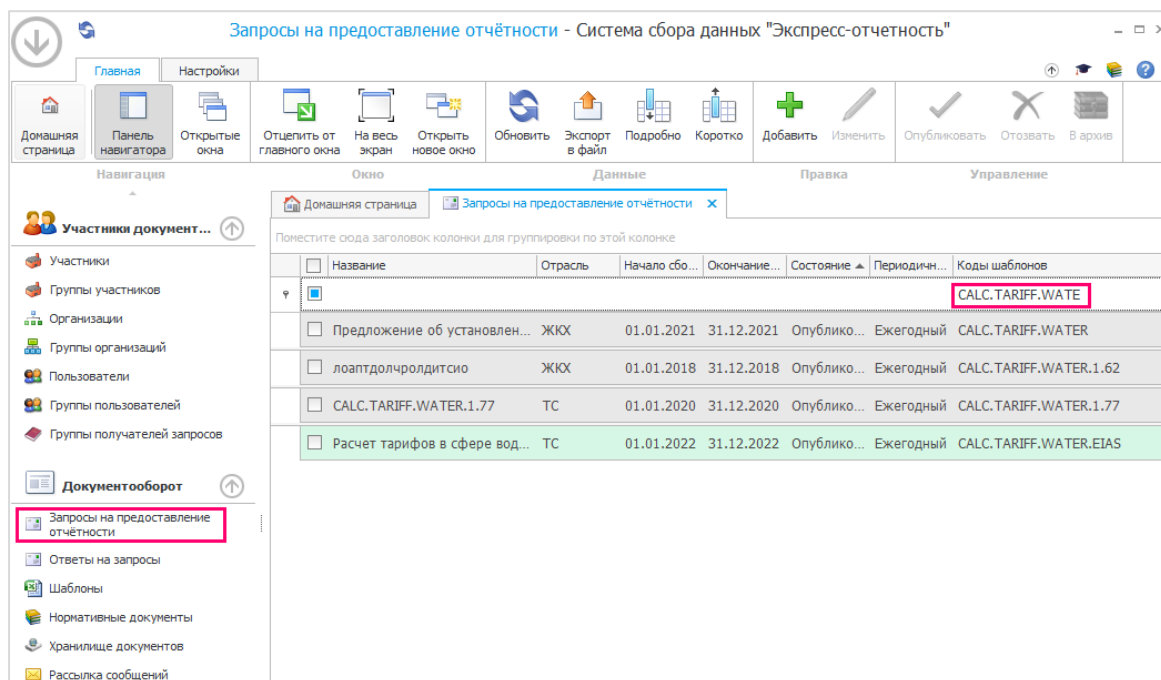 Запросы на предоставление отчётности - Система сбора данных "Экспресс-отчетность"
Главная Настройки
Домашняя страница
Панель навигатора
Открытые окна
Отцепить от главного окна
На весь экран
Открыть новое окно
Обновить
Экспорт в файл
Подробно
Коротко
Добавить
Изменить
Опубликовать
Отозвать
В архив
Навигация Окно Данные Правка Управление
Участники документ...
Участники
Группы участников
Организации
Группы организаций
Пользователи
Группы пользователей
Группы получателей запросов
Документооборот
Запросы на предоставление
отчётности
Ответы на запросы
Шаблоны
Нормативные документы
Хранилище документов
Рассылка сообщений
Домашняя страница Запросы на предоставление отчётности
Поместите сюда заголовок колонки для группировки по этой колонке
Название Отрасль Начало сбо... Окончание... Состояние Периодичн... Коды шаблонов
CALC.TARIFF.WATE
Предложение об установлен... ЖКХ 01.01.2021 31.12.2021 Опублико... Ежегодный CALC.TARIFF.WATER
лоаптдолчролдитсио ЖКХ 01.01.2018 31.12.2018 Опублико... Ежегодный CALC.TARIFF.WATER.1.62
CALC.TARIFF.WATER.1.77 ТС 01.01.2020 31.12.2020 Опублико... Ежегодный CALC.TARIFF.WATER.1.77
Расчет тарифов в сфере вод... ТС 01.01.2022 31.12.2022 Опублико... Ежегодный CALC.TARIFF.WATER.EIAS